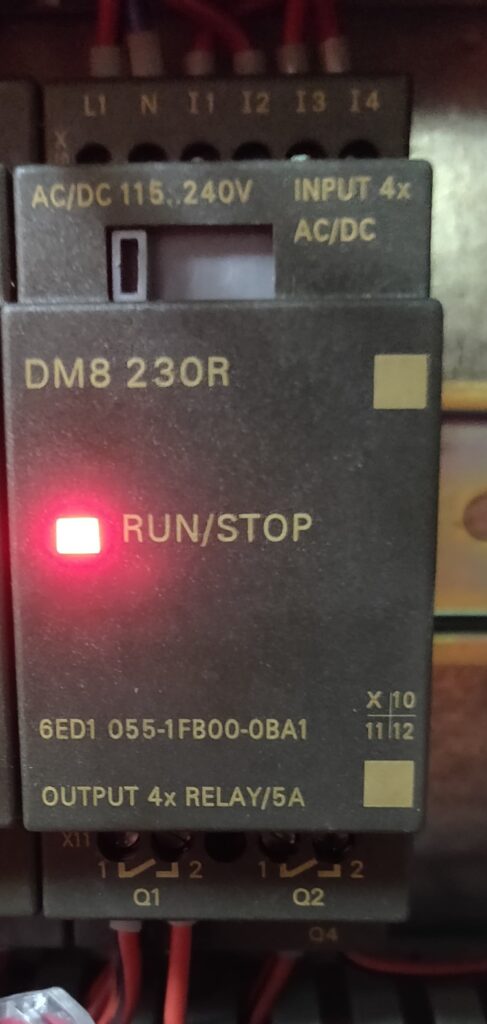 L1 N I1 I2 I3 I4
AC/DC 115..240V INPUT 4x
AC/DC
DM8 230R
RUN/STOP
X 10
6ED1 055-1FB00-0BA1 11 12
OUTPUT 4x RELAY/5A
X11
1 2 1 2
Q1 Q2
Q4